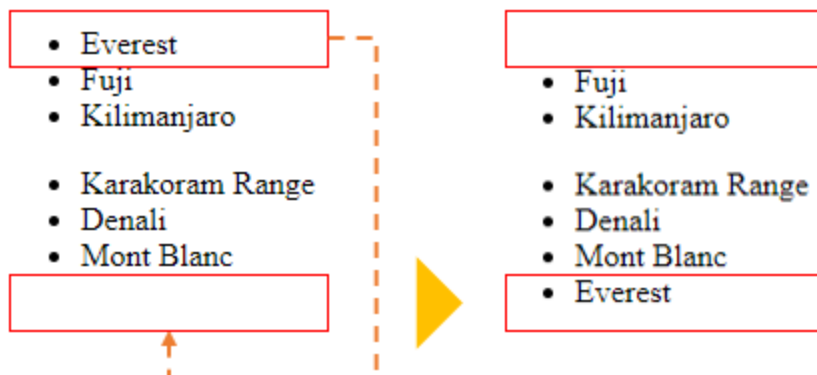 • Everest
• Fuji
• Kilimanjaro
• Karakoram Range
• Denali
• Mont Blanc
• Fuji
• Kilimanjaro
• Karakoram Range
• Denali
• Mont Blanc
• Everest